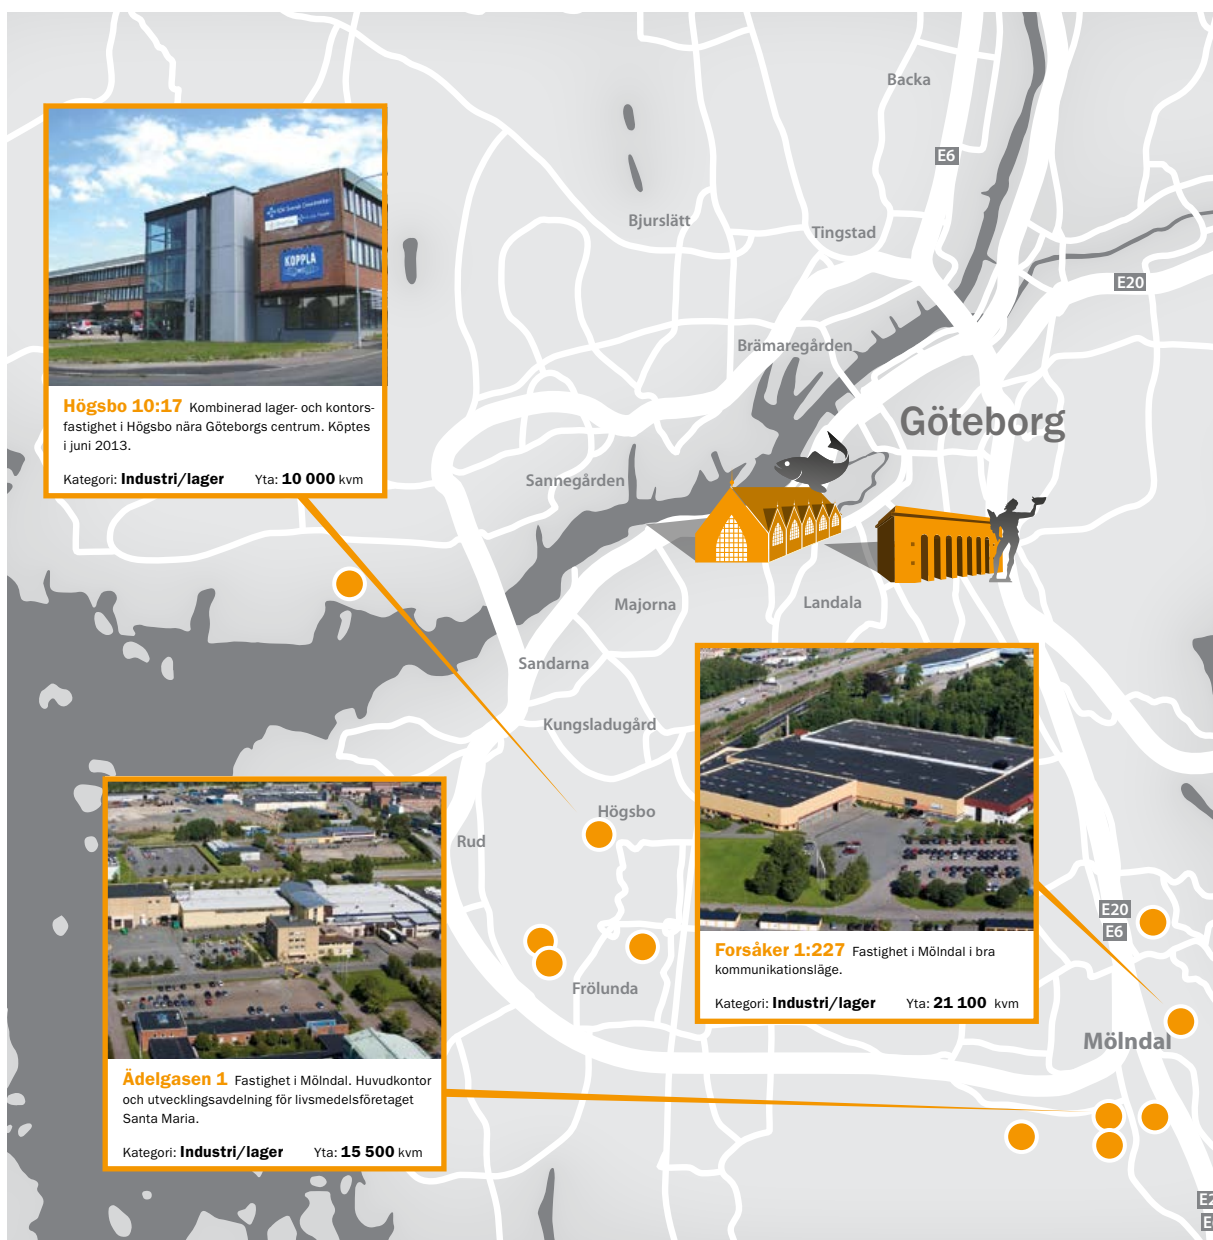 Backa
E6
Bjurslätt
Tingstad
E20
KOPPLA
Brämaregården
Högsbo 10:17 Kombinerad lager- och kontors-
fastighet i Högsbo nära Göteborgs centrum. Köptes
i juni 2013.
Kategori: Industri/lager Yta: 10 000 kvm
Göteborg
Sannegården
Majorna
Landala
Sandarna
Kungsladugård
Högsbo
Rud
E20
E6
Forsåker 1:227 Fastighet i Mölndal i bra
kommunikationsläge.
Kategori: Industri/lager Yta: 21 100 kvm
Frölunda
Mölndal
Ädelgasen 1 Fastighet i Mölndal. Huvudkontor
och utvecklingsavdelning för livsmedelsföretaget
Santa Maria.
Kategori: Industri/lager Yta: 15 500 kvm